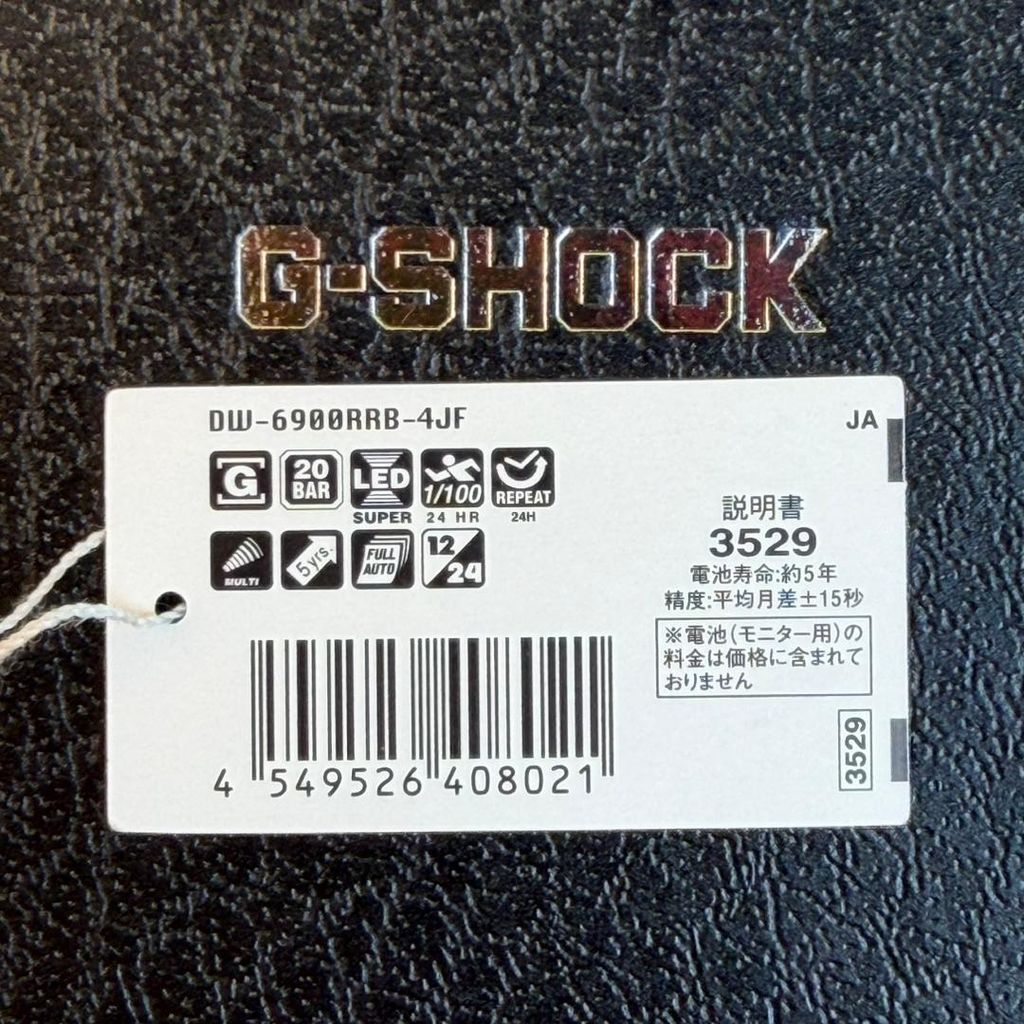 G-SHOCK
DW-6900RRB-4JF
JA
G
20
BAR
LED
SUPER
1/100
24 HR
REPEAT
24H
MULTI
5yrs.
FULL
AUTO
12
24
説明書
3529
電池寿命:約5年
精度:平均月差±15秒
※電池(モニター用)の
料金は価格に含まれて
おりません
3529
4 549526 408021